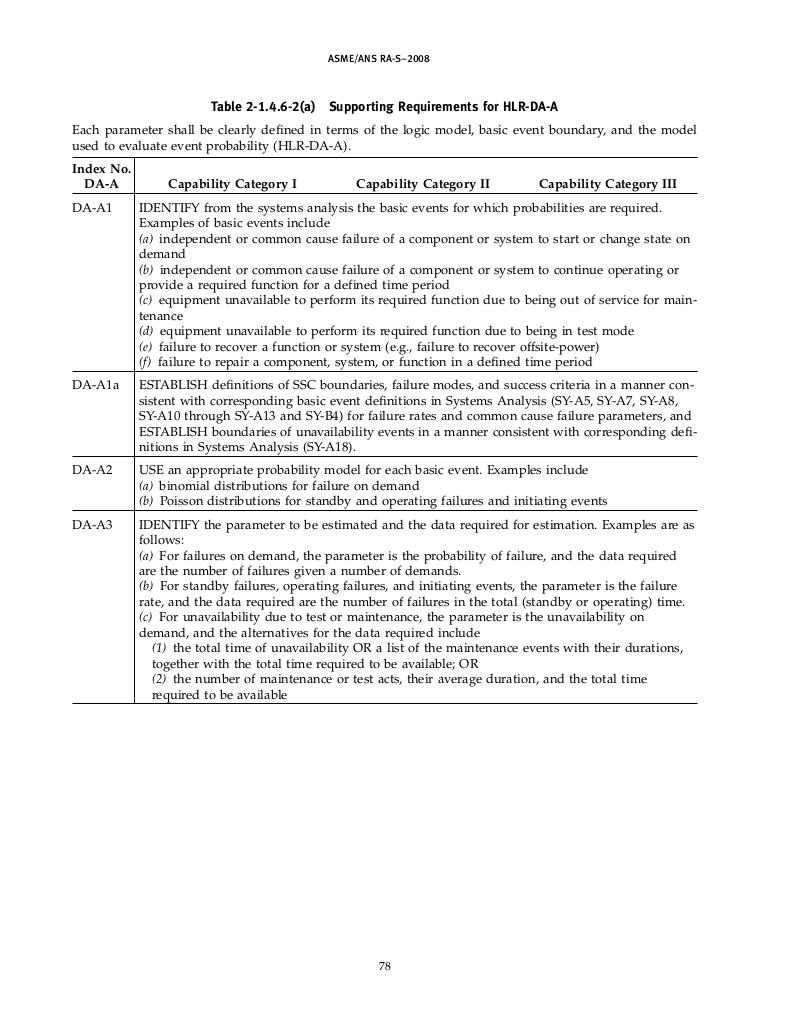 ASME/ANS RA-S–2008
Table 2-1.4.6-2(a) Supporting Requirements for HLR-DA-A
Each parameter shall be clearly defined in terms of the logic model, basic event boundary, and the model
used to evaluate event probability (HLR-DA-A).
Index No.
DA-A Capability Category I Capability Category II Capability Category III
DA-A1 IDENTIFY from the systems analysis the basic events for which probabilities are required.
Examples of basic events include
(a) independent or common cause failure of a component or system to start or change state on
demand
(b) independent or common cause failure of a component or system to continue operating or
provide a required function for a defined time period
(c) equipment unavailable to perform its required function due to being out of service for main-
tenance
(d) equipment unavailable to perform its required function due to being in test mode
(e) failure to recover a function or system (e.g., failure to recover offsite-power)
(f) failure to repair a component, system, or function in a defined time period
DA-A1a ESTABLISH definitions of SSC boundaries, failure modes, and success criteria in a manner con-
sistent with corresponding basic event definitions in Systems Analysis (SY-A5, SY-A7, SY-A8,
SY-A10 through SY-A13 and SY-B4) for failure rates and common cause failure parameters, and
ESTABLISH boundaries of unavailability events in a manner consistent with corresponding defi-
nitions in Systems Analysis (SY-A18).
DA-A2 USE an appropriate probability model for each basic event. Examples include
(a) binomial distributions for failure on demand
(b) Poisson distributions for standby and operating failures and initiating events
DA-A3 IDENTIFY the parameter to be estimated and the data required for estimation. Examples are as
follows:
(a) For failures on demand, the parameter is the probability of failure, and the data required
are the number of failures given a number of demands.
(b) For standby failures, operating failures, and initiating events, the parameter is the failure
rate, and the data required are the number of failures in the total (standby or operating) time.
(c) For unavailability due to test or maintenance, the parameter is the unavailability on
demand, and the alternatives for the data required include
(1) the total time of unavailability OR a list of the maintenance events with their durations,
together with the total time required to be available; OR
(2) the number of maintenance or test acts, their average duration, and the total time
required to be available
78